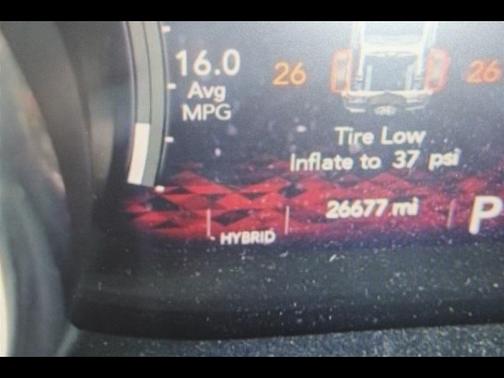 16.0
Avg
MPG
26 26
Tire Low
Inflate to 37 psi
26677 mi
HYBRID
P